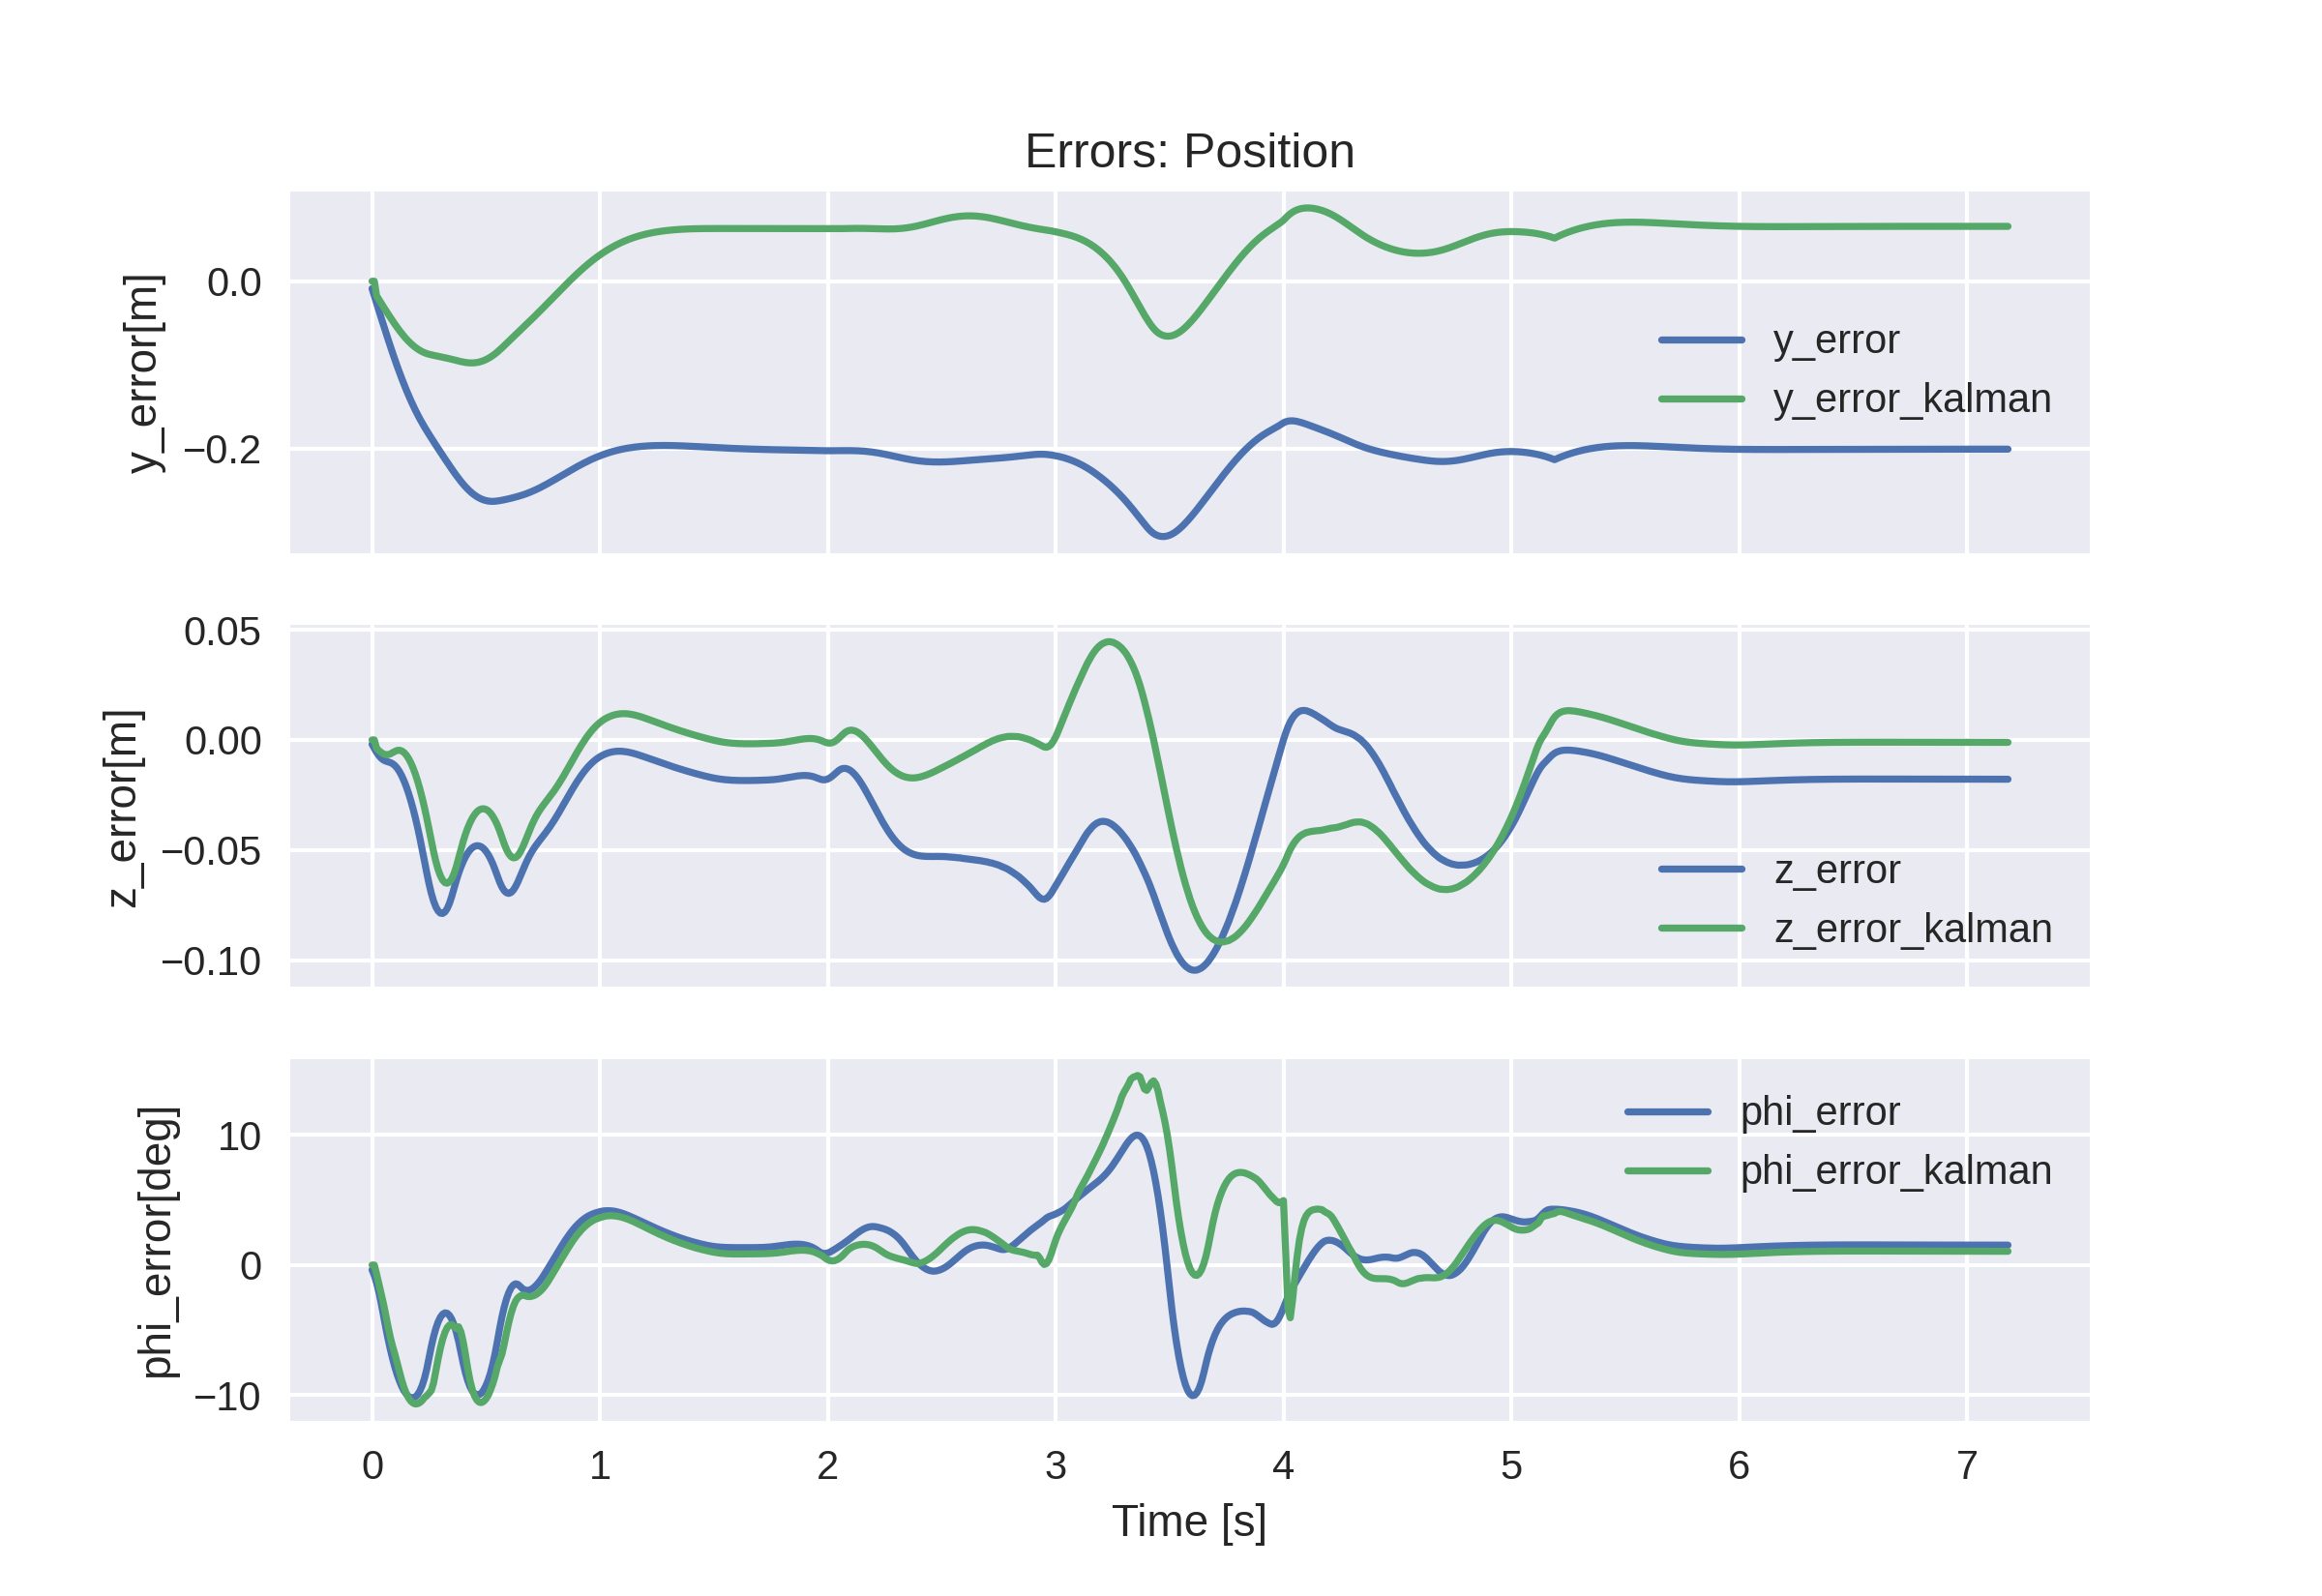 Errors: Position
y_error[m]
0.0
−0.2
y_error
y_error_kalman
z_error[m]
0.05
0.00
−0.05
−0.10
z_error
z_error_kalman
phi_error[deg]
10
0
−10
phi_error
phi_error_kalman
0 1 2 3 4 5 6 7
Time [s]